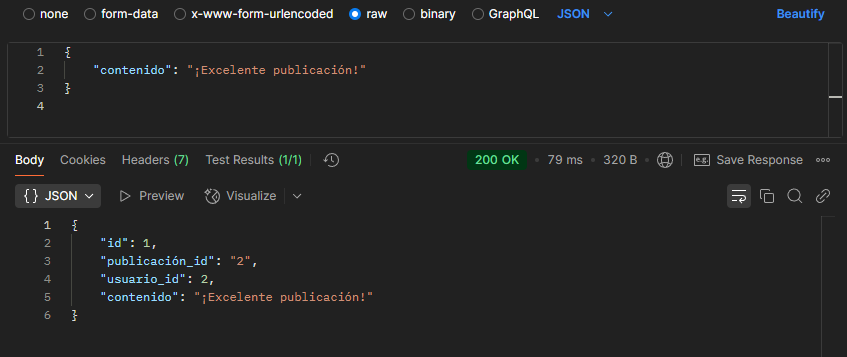 none form-data x-www-form-urlencoded raw binary GraphQL JSON Beautify
1 {
2 "contenido": "¡Excelente publicación!"
3 }
4
Body Cookies Headers (7) Test Results (1/1) 200 OK 79 ms 320 B e.g. Save Response
{} JSON Preview Visualize
1 {
2 "id": 1,
3 "publicación_id": "2",
4 "usuario_id": 2,
5 "contenido": "¡Excelente publicación!"
6 }